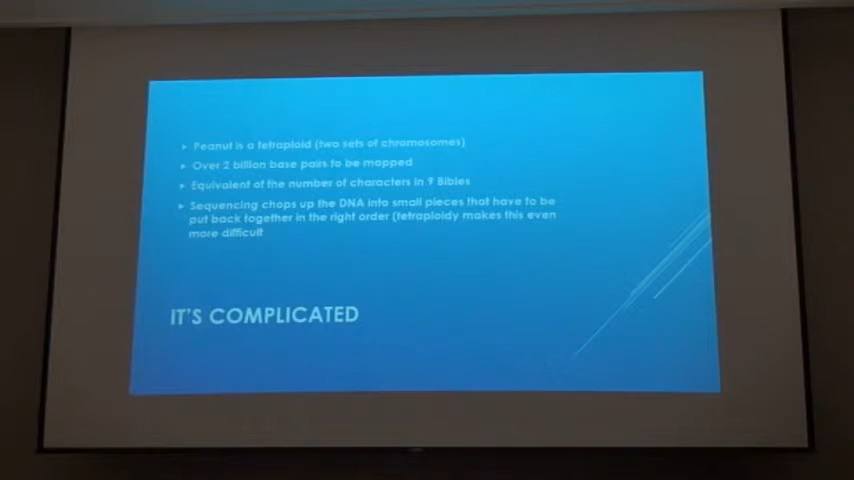 Peanut is a tetraploid (two sets of chromosomes)
Over 2 billion base pairs to be mapped
Equivalent of the number of characters in 9 Bibles
Sequencing chops up the DNA into small pieces that have to be
put back together in the right order (tetraploidy makes this even
more difficult
IT'S COMPLICATED